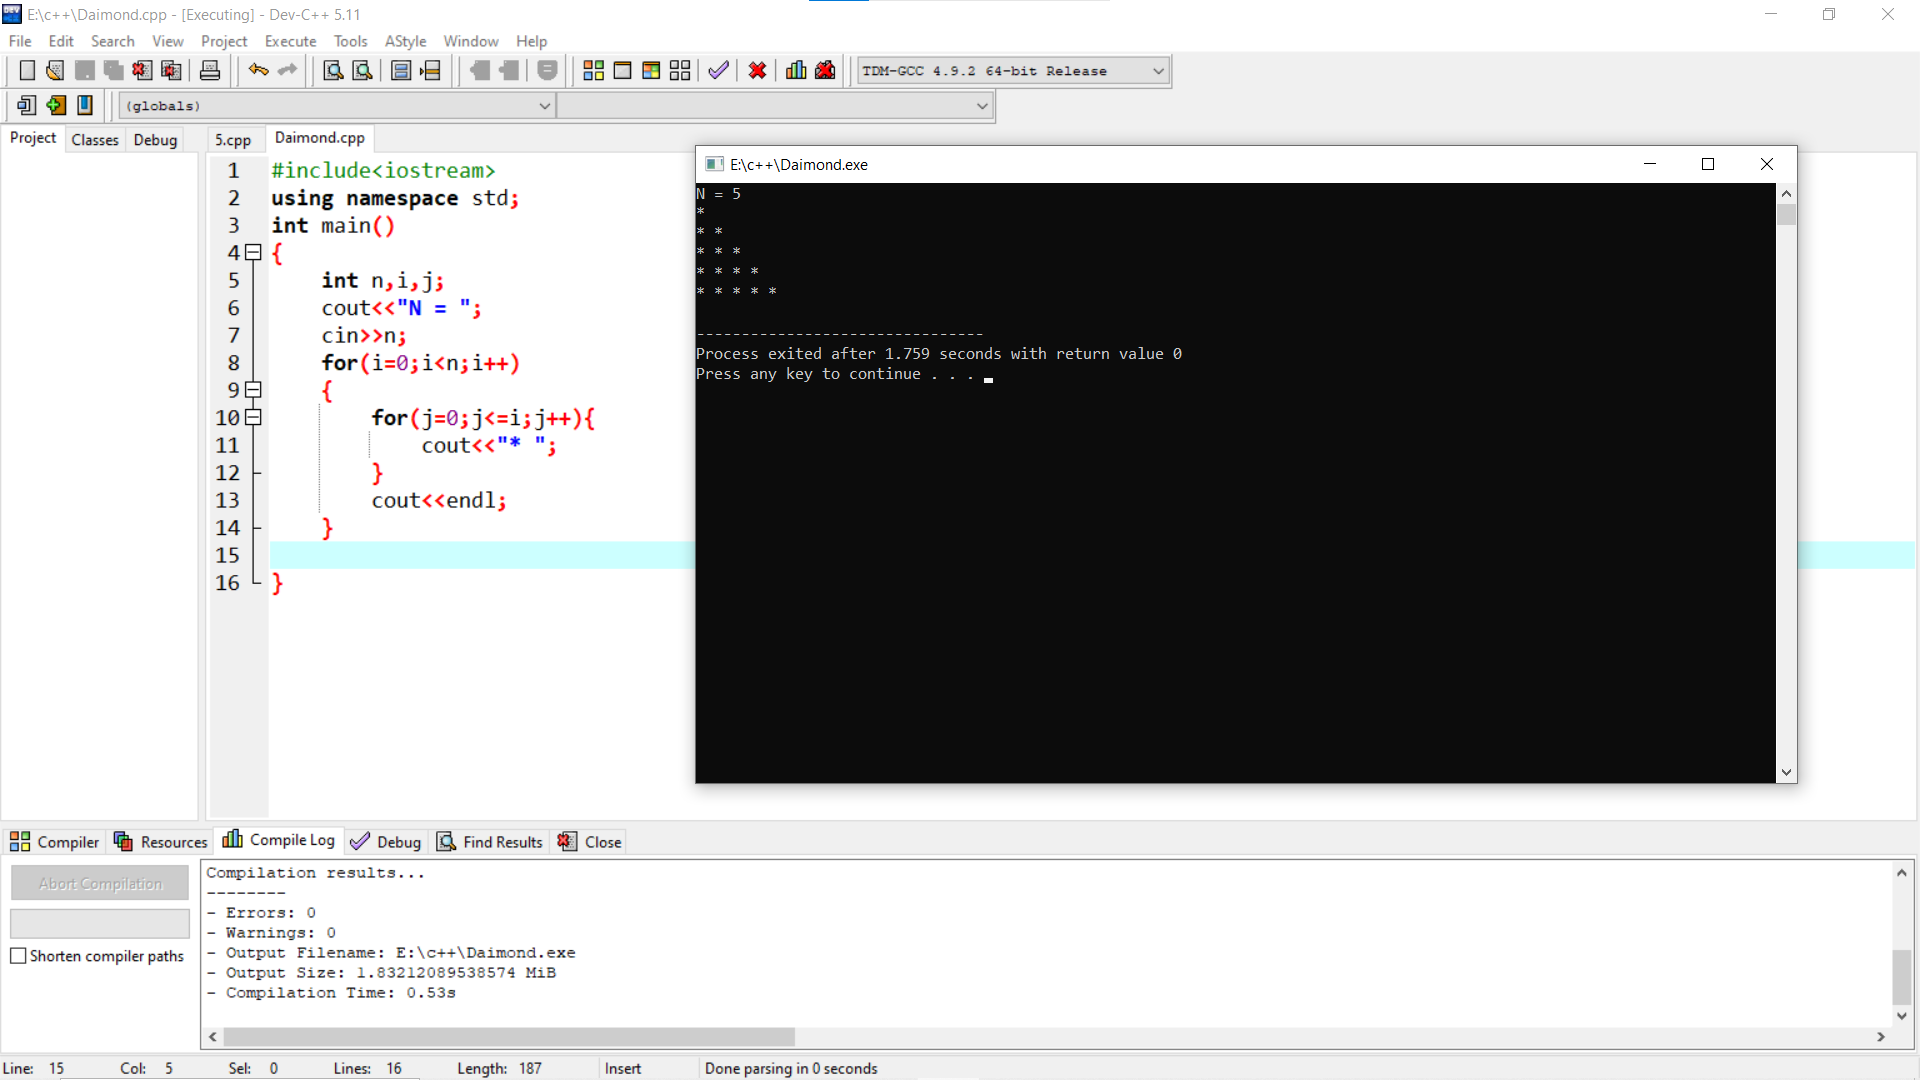 E:\c++\Daimond.cpp - [Executing] - Dev-C++ 5.11
File Edit Search View Project Execute Tools AStyle Window Help
TDM-GCC 4.9.2 64-bit Release
(globals)
Project Classes Debug
5.cpp Daimond.cpp
1 #include<iostream>
2 using namespace std;
3 int main()
4 {
5 int n,i,j;
6 cout<<"N = ";
7 cin>>n;
8 for(i=0;i<n;i++)
9 {
10 for(j=0;j<=i;j++){
11 cout<<"* ";
12 }
13 cout<<endl;
14 }
15
16 }
E:\c++\Daimond.exe
N = 5
*
* *
* * *
* * * *
* * * * *
--------------------------------
Process exited after 1.759 seconds with return value 0
Press any key to continue . . .
Compiler Resources Compile Log Debug Find Results Close
Abort Compilation
Shorten compiler paths
Compilation results...
--------
- Errors: 0
- Warnings: 0
- Output Filename: E:\c++\Daimond.exe
- Output Size: 1.83212089538574 MiB
- Compilation Time: 0.53s
Line: 15 Col: 5 Sel: 0 Lines: 16 Length: 187 Insert Done parsing in 0 seconds